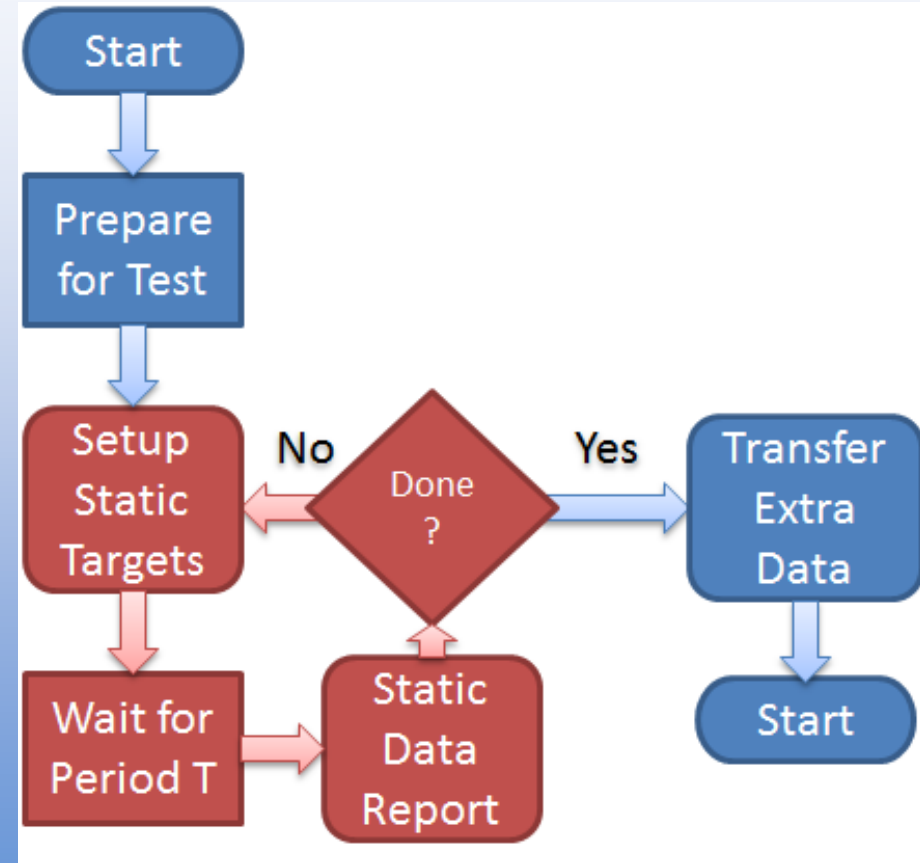 Start
Prepare
for Test
Setup
Static
Targets
No
Done
?
Yes
Transfer
Extra
Data
Wait for
Period T
Static
Data
Report
Start